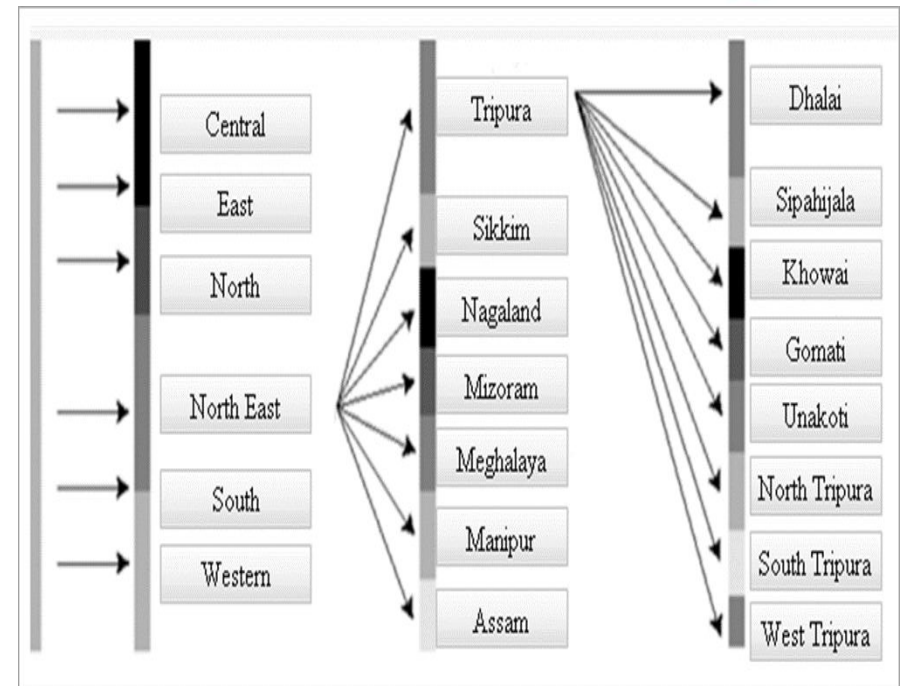 Central
East
North
North East
South
Western
Tripura
Sikkim
Nagaland
Mizoram
Meghalaya
Manipur
Assam
Dhalai
Sipahijala
Khowai
Gomati
Unakoti
North Tripura
South Tripura
West Tripura